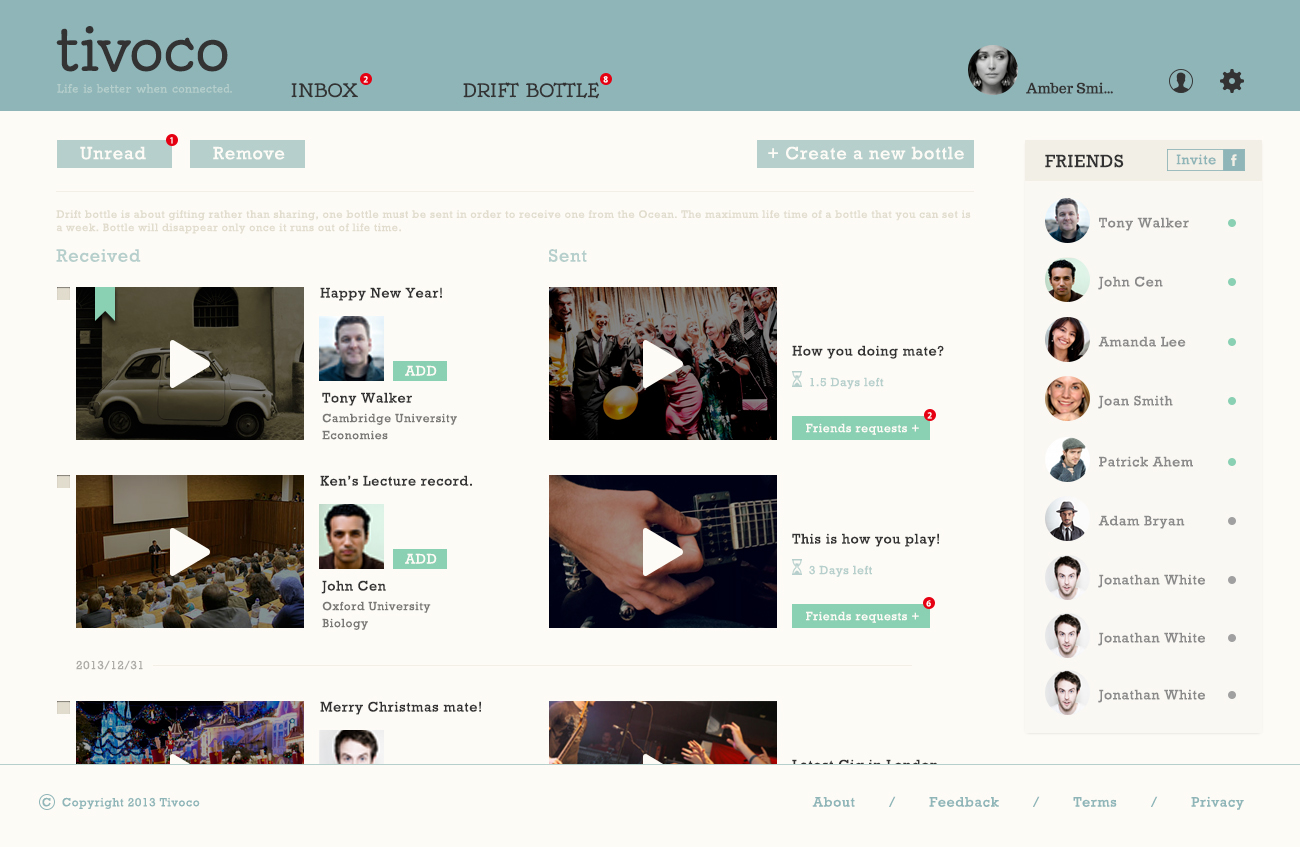 tivoco
Life is better when connected.
INBOX 2
DRIFT BOTTLE 8
Amber Smi...
Unread 1
Remove
+ Create a new bottle
Drift bottle is about gifting rather than sharing, one bottle must be sent in order to receive one from the Ocean. The maximum life time of a bottle that you can set is
a week. Bottle will disappear only once it runs out of life time.
Received
Happy New Year!
ADD
Tony Walker
Cambridge University
Economies
Ken's Lecture record.
ADD
John Cen
Oxford University
Biology
2013/12/31
Merry Christmas mate!
Sent
How you doing mate?
1.5 Days left
Friends requests + 2
This is how you play!
3 Days left
Friends requests + 6
Latest Gig in London
FRIENDS
Invite f
Tony Walker
John Cen
Amanda Lee
Joan Smith
Patrick Ahem
Adam Bryan
Jonathan White
Jonathan White
Jonathan White
© Copyright 2013 Tivoco
About / Feedback / Terms / Privacy